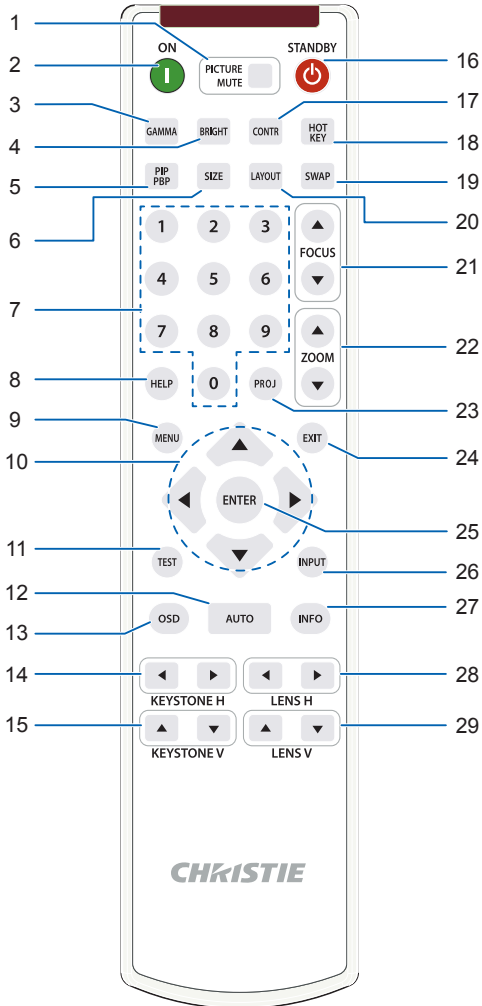 1
ON
STANDBY
2
PICTURE
MUTE
16
3
17
GAMMA
BRIGHT
CONTR
HOT
KEY
4
18
5
PIP
PBP
SIZE
LAYOUT
SWAP
19
6
20
1
2
3
FOCUS
21
4
5
6
7
7
8
9
ZOOM
22
8
HELP
0
PROJ
23
9
MENU
EXIT
24
10
ENTER
25
11
TEST
INPUT
26
12
27
13
OSD
AUTO
INFO
14
28
KEYSTONE H
LENS H
15
29
KEYSTONE V
LENS V
CHRISTIE